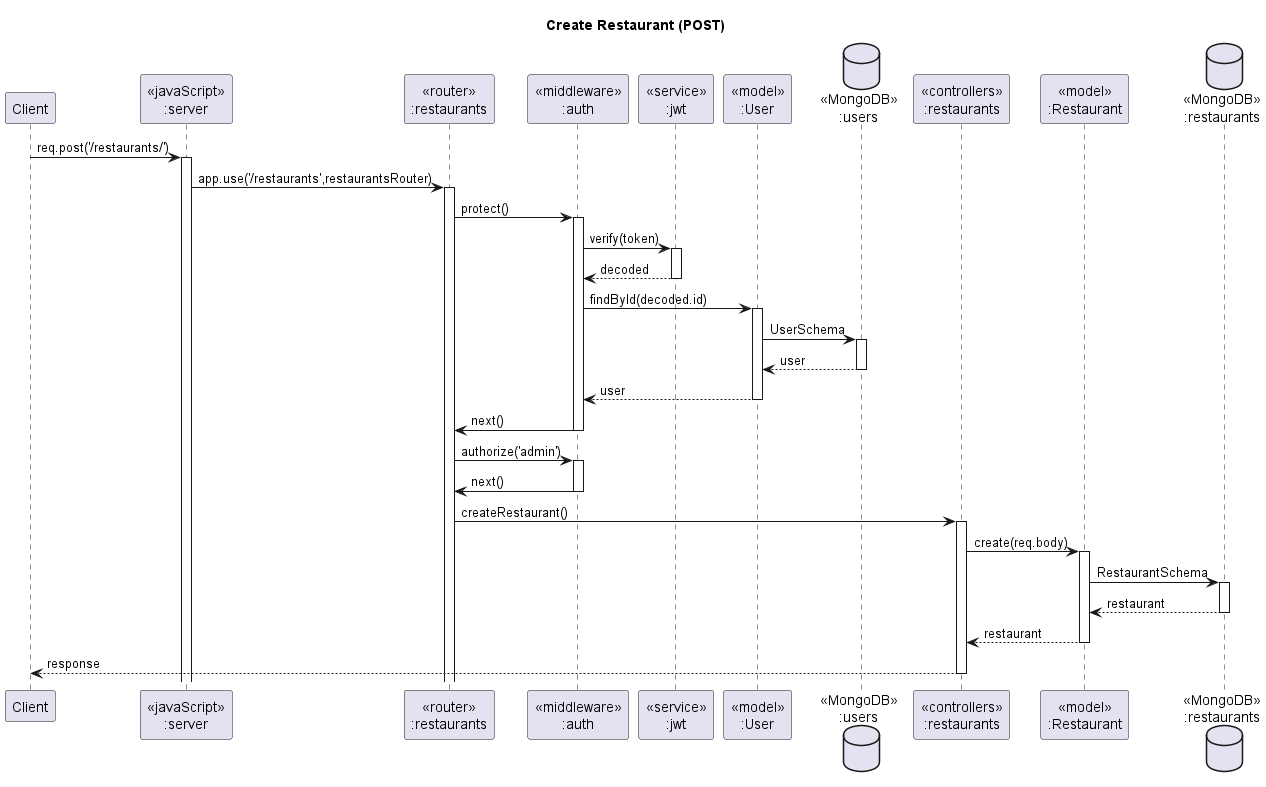 Create Restaurant (POST)
Client
«javaScript»
:server
«router»
:restaurants
«middleware»
:auth
«service»
:jwt
«model»
:User
«MongoDB»
:users
«controllers»
:restaurants
«model»
:Restaurant
«MongoDB»
:restaurants
req.post('/restaurants/')
app.use('/restaurants',restaurantsRouter)
protect()
verify(token)
decoded
findById(decoded.id)
UserSchema
user
user
next()
authorize('admin')
next()
createRestaurant()
create(req.body)
RestaurantSchema
restaurant
restaurant
response
Client
«javaScript»
:server
«router»
:restaurants
«middleware»
:auth
«service»
:jwt
«model»
:User
«MongoDB»
:users
«controllers»
:restaurants
«model»
:Restaurant
«MongoDB»
:restaurants